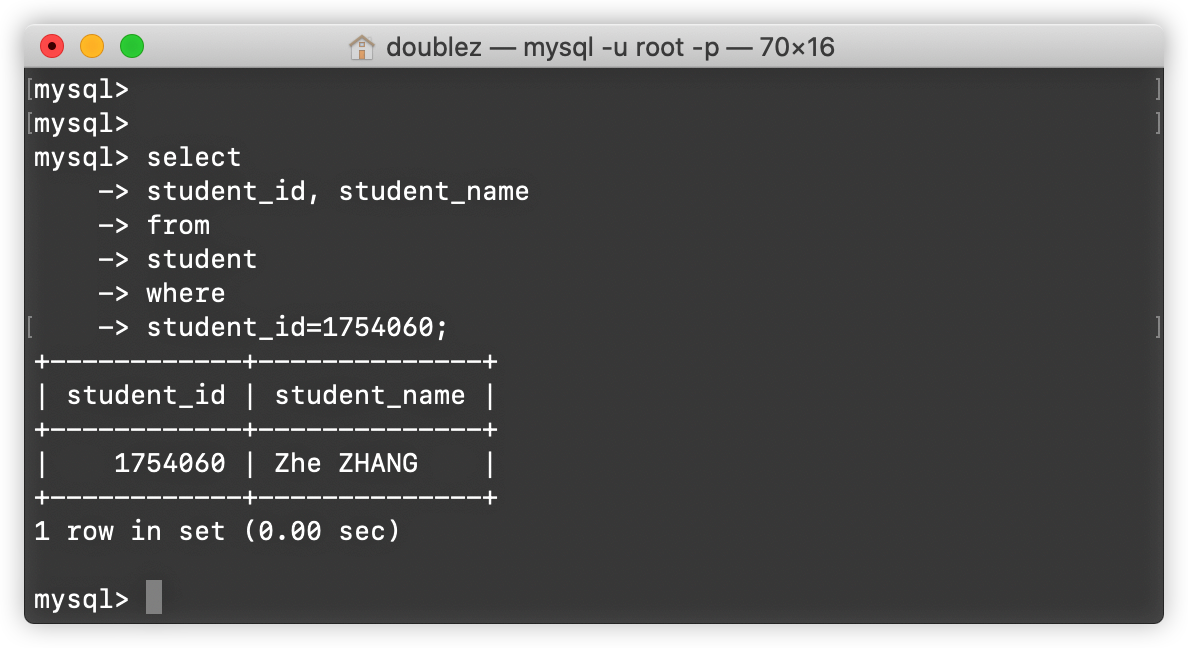 doublez — mysql -u root -p — 70×16
[mysql> ]
[mysql> ]
mysql> select
    -> student_id, student_name
    -> from
    -> student
    -> where
[    -> student_id=1754060; ]
+------------+--------------+
| student_id | student_name |
+------------+--------------+
|    1754060 | Zhe ZHANG    |
+------------+--------------+
1 row in set (0.00 sec)
mysql>